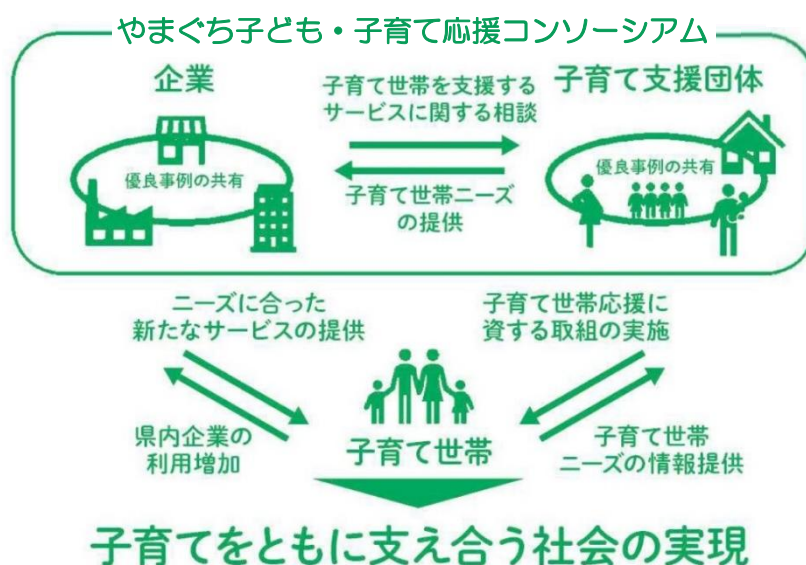 やまぐち子ども・子育て応援コンソーシアム
企業
優良事例の共有
子育て世帯を支援する
サービスに関する相談
子育て世帯ニーズ
の提供
子育て支援団体
優良事例の共有
ニーズに合った
新たなサービスの提供
子育て世帯応援に
資する取組の実施
県内企業の
利用増加
子育て世帯
子育て世帯
ニーズの情報提供
子育てをともに支え合う社会の実現